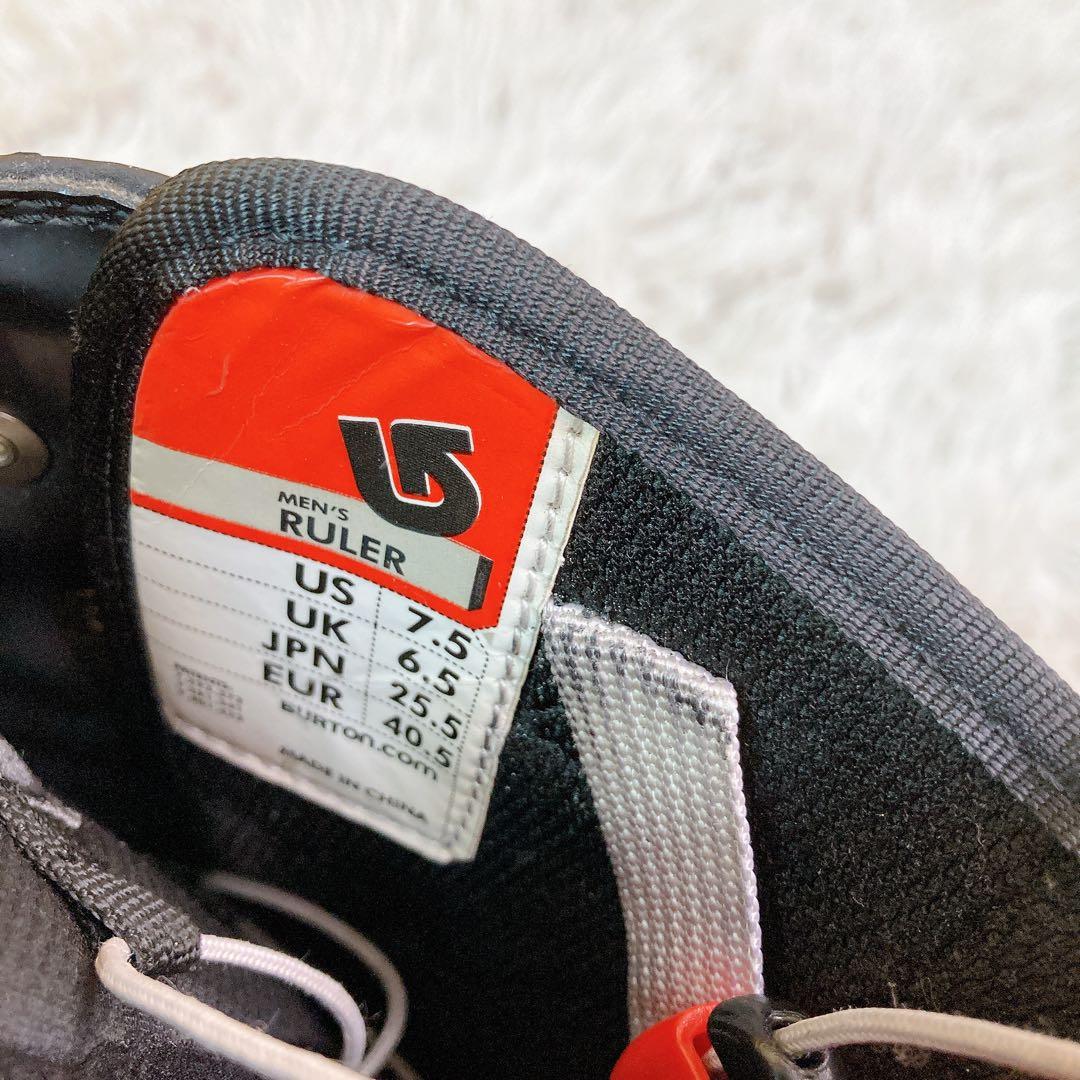 MEN'S
RULER
US 7.5
UK 6.5
JPN 25.5
EUR 40.5
BURTON.com
MADE IN CHINA